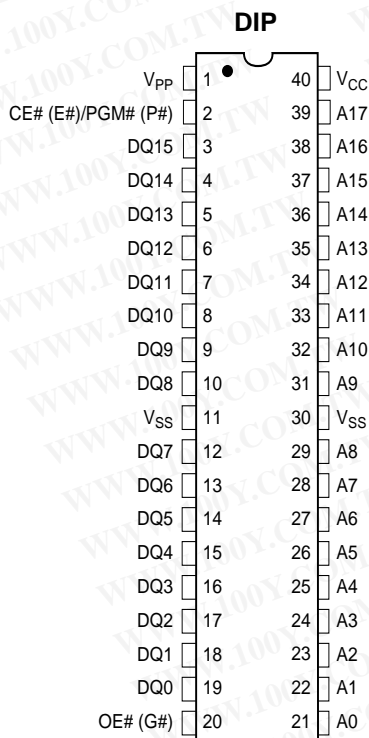 DIP
VPP 1 40 VCC
CE# (E#)/PGM# (P#) 2 39 A17
DQ15 3 38 A16
DQ14 4 37 A15
DQ13 5 36 A14
DQ12 6 35 A13
DQ11 7 34 A12
DQ10 8 33 A11
DQ9 9 32 A10
DQ8 10 31 A9
VSS 11 30 VSS
DQ7 12 29 A8
DQ6 13 28 A7
DQ5 14 27 A6
DQ4 15 26 A5
DQ3 16 25 A4
DQ2 17 24 A3
DQ1 18 23 A2
DQ0 19 22 A1
OE# (G#) 20 21 A0
WWW.100Y.COM.TW